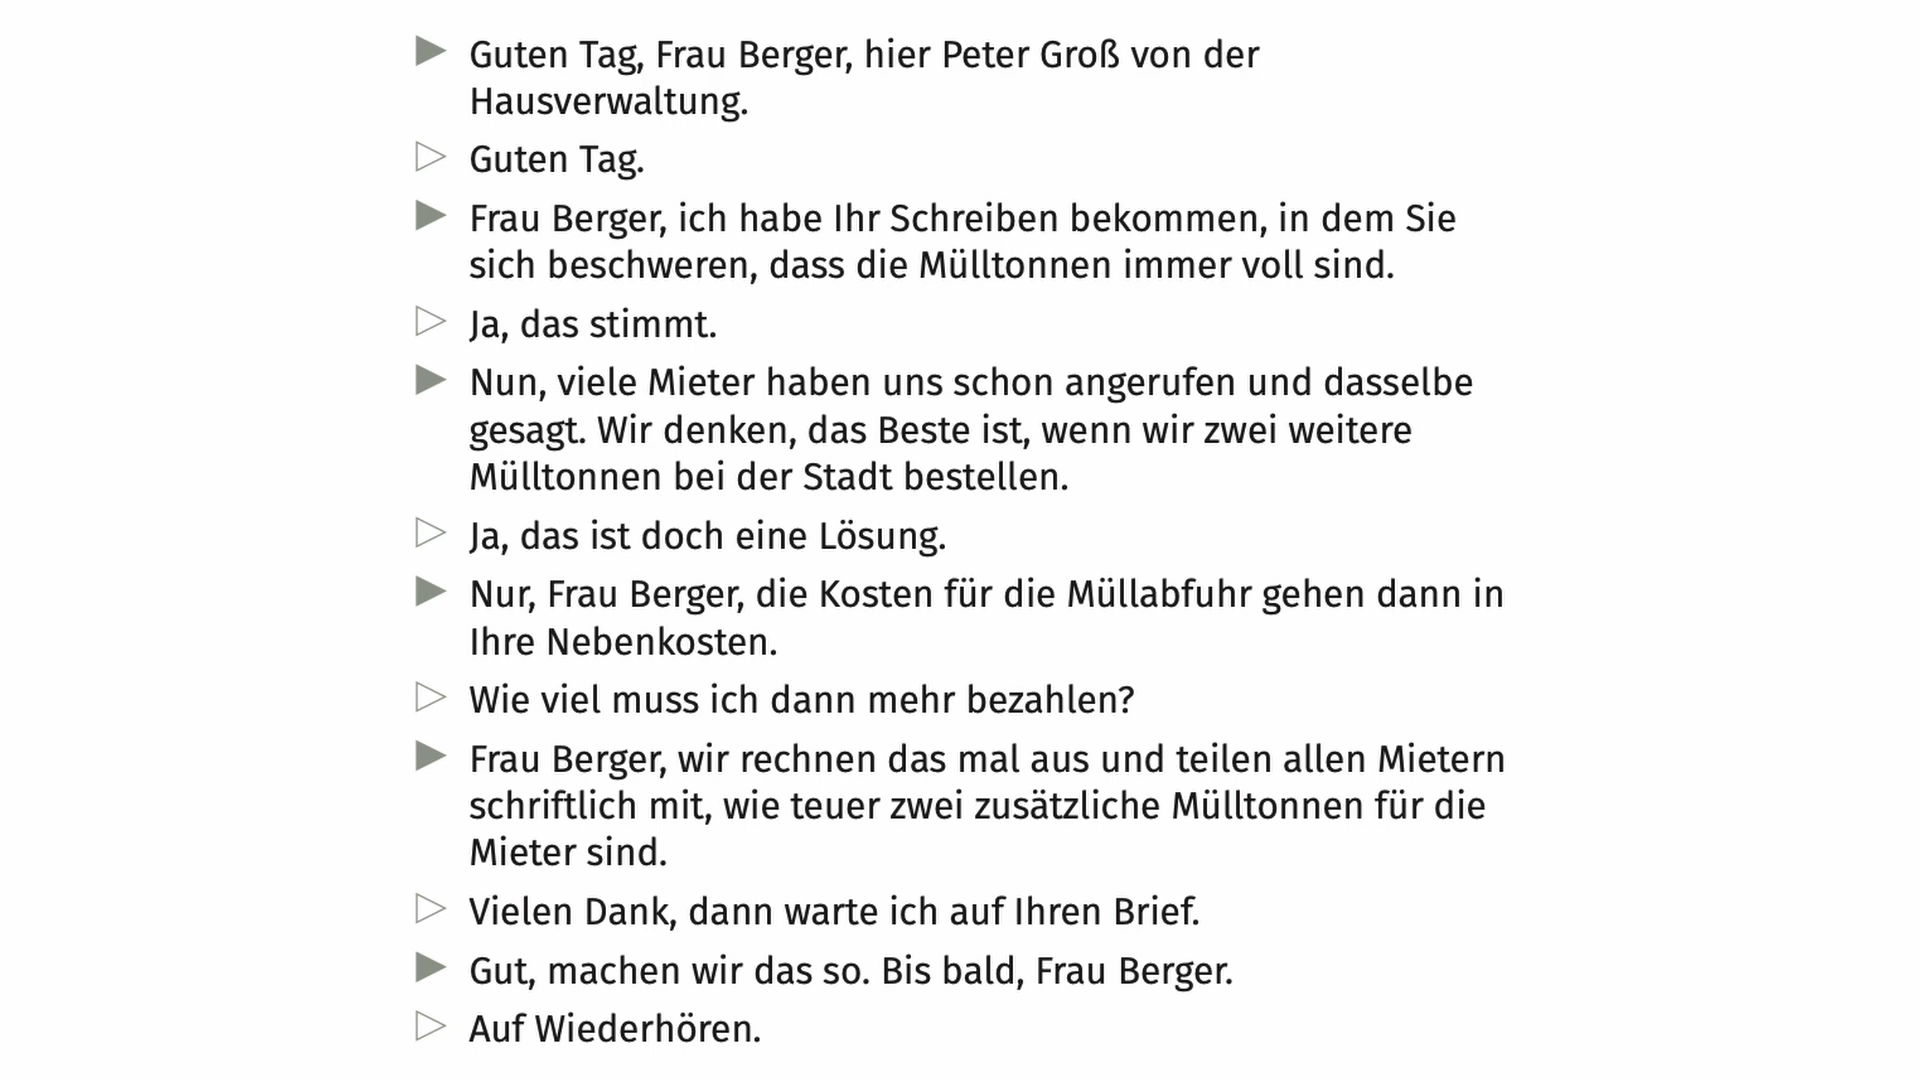 ▶ Guten Tag, Frau Berger, hier Peter Groß von der
Hausverwaltung.
▷ Guten Tag.
▶ Frau Berger, ich habe Ihr Schreiben bekommen, in dem Sie
sich beschweren, dass die Mülltonnen immer voll sind.
▷ Ja, das stimmt.
▶ Nun, viele Mieter haben uns schon angerufen und dasselbe
gesagt. Wir denken, das Beste ist, wenn wir zwei weitere
Mülltonnen bei der Stadt bestellen.
▷ Ja, das ist doch eine Lösung.
▶ Nur, Frau Berger, die Kosten für die Müllabfuhr gehen dann in
Ihre Nebenkosten.
▷ Wie viel muss ich dann mehr bezahlen?
▶ Frau Berger, wir rechnen das mal aus und teilen allen Mietern
schriftlich mit, wie teuer zwei zusätzliche Mülltonnen für die
Mieter sind.
▷ Vielen Dank, dann warte ich auf Ihren Brief.
▶ Gut, machen wir das so. Bis bald, Frau Berger.
▷ Auf Wiederhören.